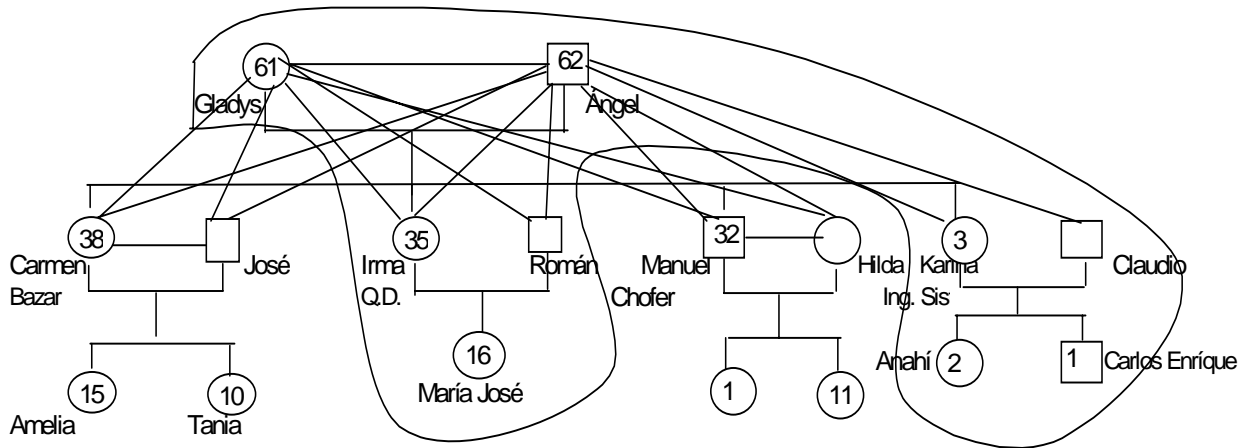 61 62
Gladys Ángel
38 35 32 3
Carmen José Irma Román Manuel Hilda Karina Claudio
Bazar Q.D. Chofer Ing. Sis
16 Anahí 2 1 Carlos Enríque
15 10 María José 1 11
Amelia Tania